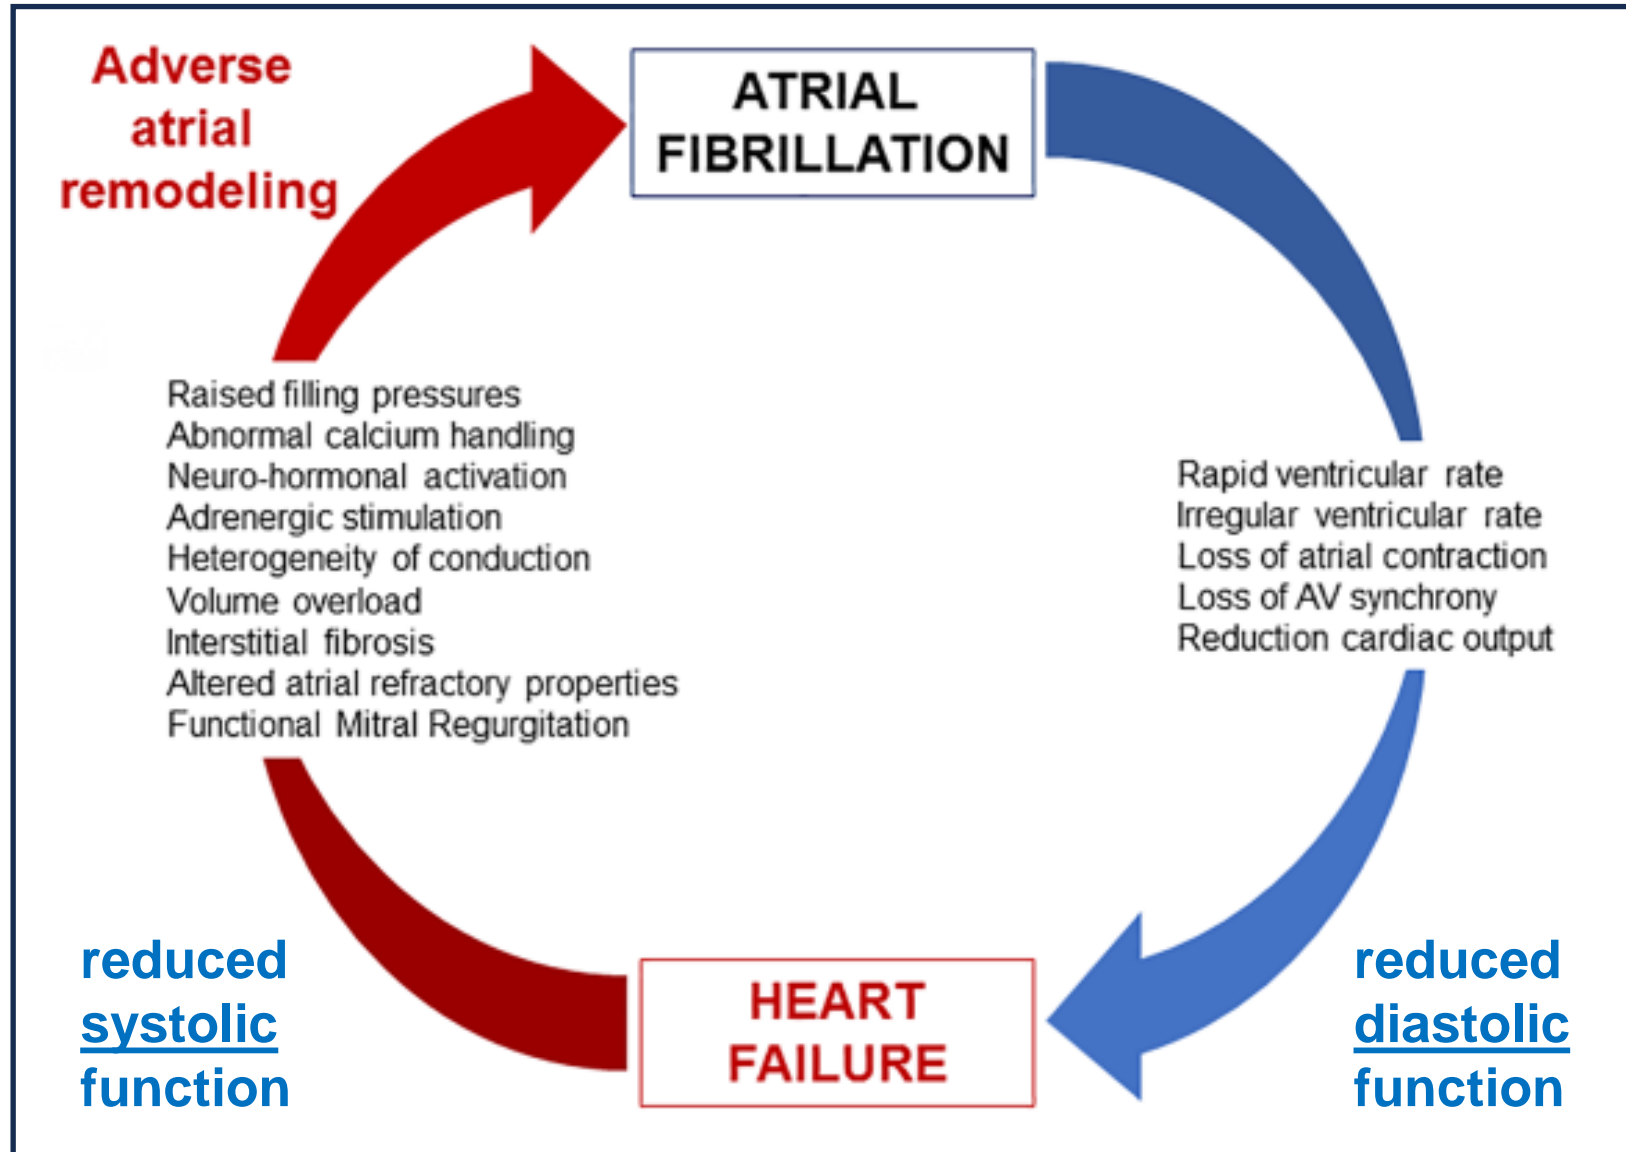 Adverse
atrial
remodeling
ATRIAL
FIBRILLATION
Raised filling pressures
Abnormal calcium handling
Neuro-hormonal activation
Adrenergic stimulation
Heterogeneity of conduction
Volume overload
Interstitial fibrosis
Altered atrial refractory properties
Functional Mitral Regurgitation
Rapid ventricular rate
Irregular ventricular rate
Loss of atrial contraction
Loss of AV synchrony
Reduction cardiac output
reduced
systolic
function
HEART
FAILURE
reduced
diastolic
function